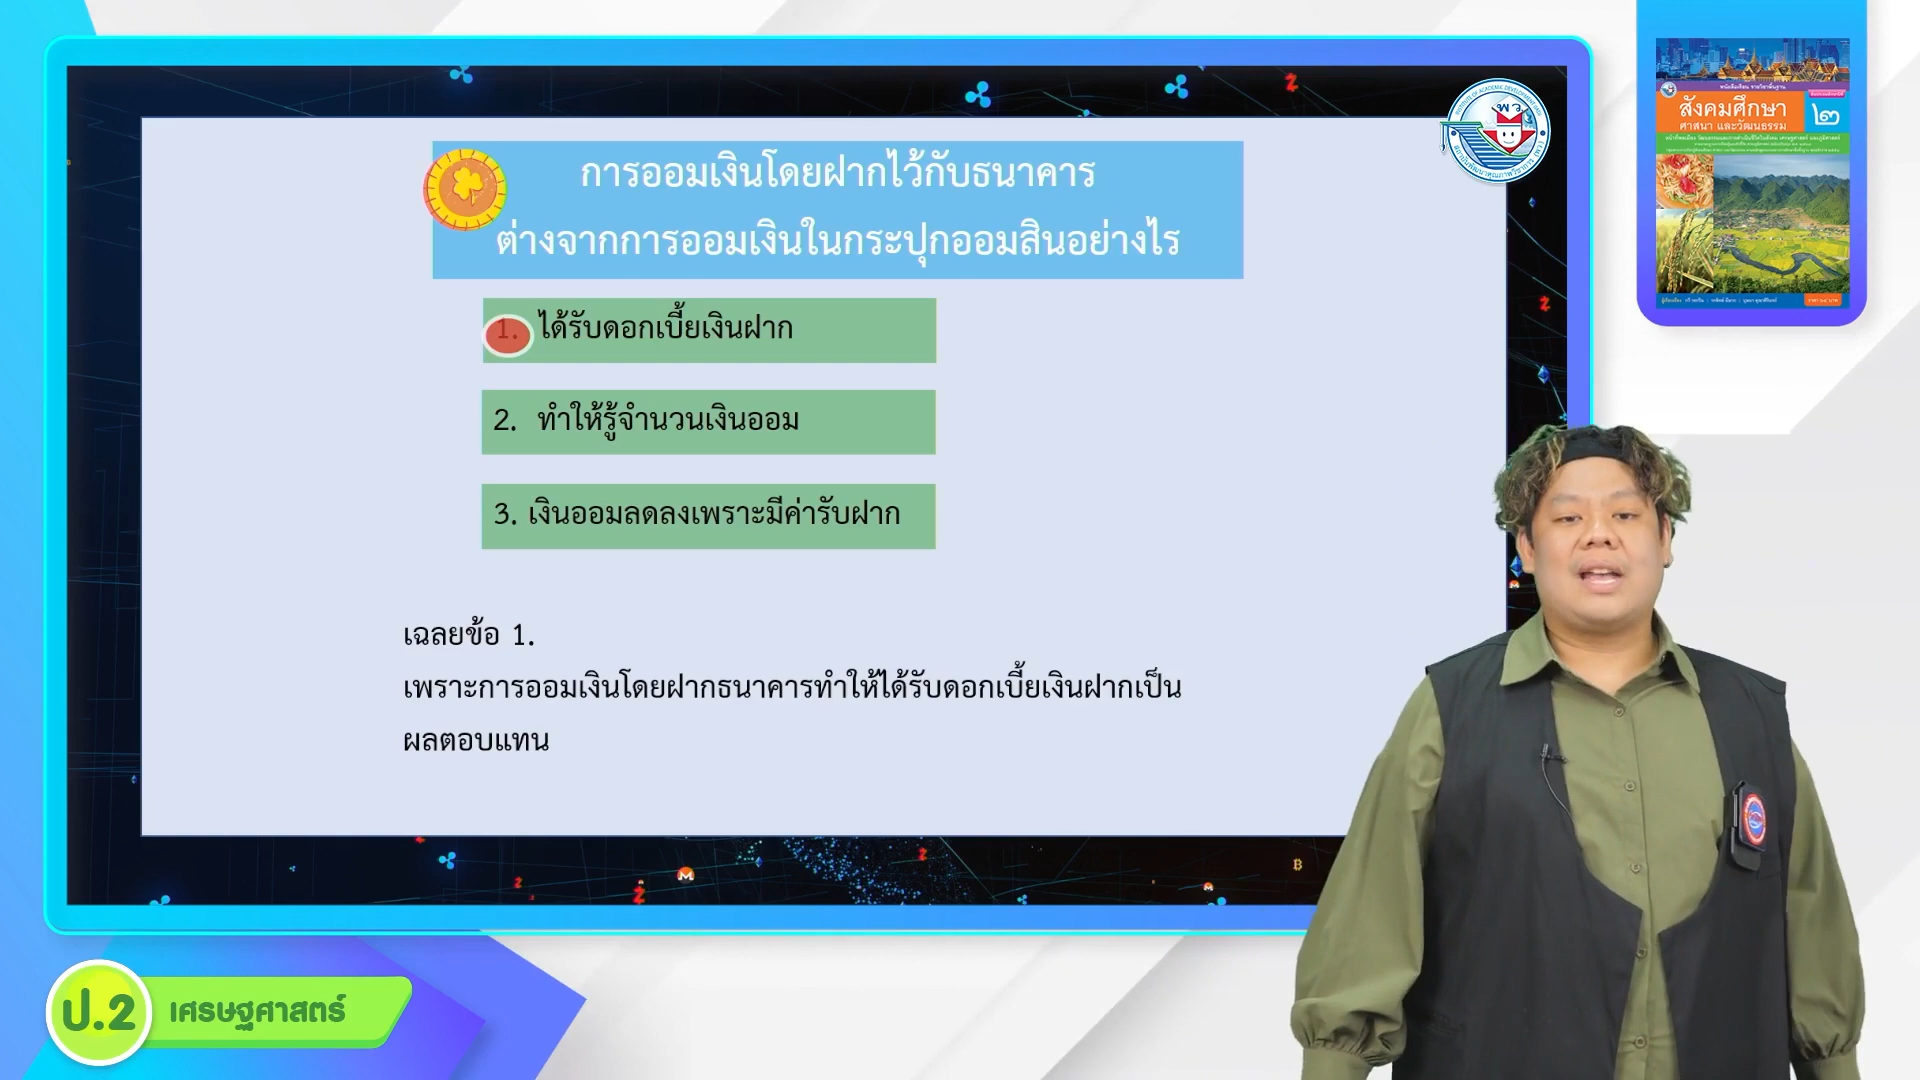 การออมเงินโดยฝากไว้กับธนาคาร
ต่างจากการออมเงินในกระปุกออมสินอย่างไร
1. ได้รับดอกเบี้ยเงินฝาก
2. ทำให้รู้จำนวนเงินออม
3. เงินออมลดลงเพราะมีค่ารับฝาก
เฉลยข้อ 1.
เพราะการออมเงินโดยฝากธนาคารทำให้ได้รับดอกเบี้ยเงินฝากเป็น
ผลตอบแทน
พว.
สังคมศึกษา
ศาสนา และวัฒนธรรม
๒
ป.2
เศรษฐศาสตร์